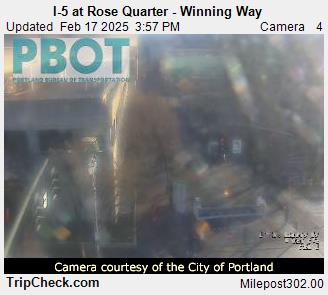 I-5 at Rose Quarter - Winning Way
Updated Feb 17 2025 3:57 PM Camera 4
PBOT
PORTLAND BUREAU OF TRANSPORTATION
Camera courtesy of the City of Portland
TripCheck.com Milepost302.00